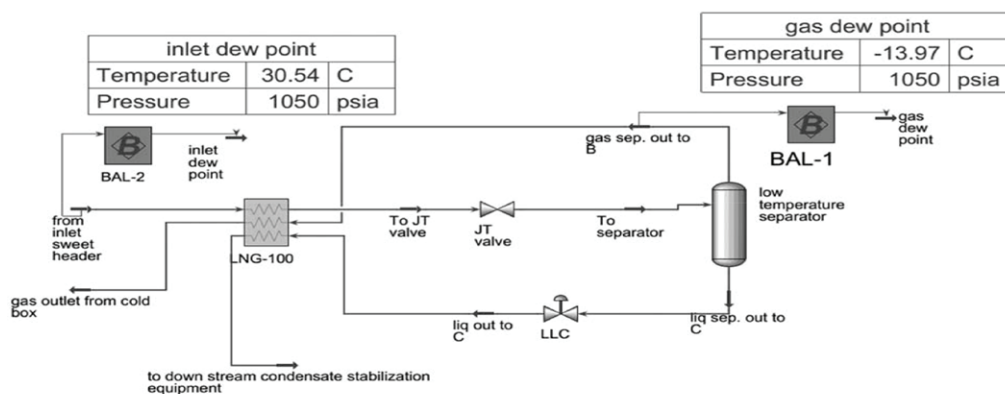 inlet dew point
Temperature 30.54 C
Pressure 1050 psia
gas dew point
Temperature -13.97 C
Pressure 1050 psia
B
BAL-2
inlet
dew
point
gas sep. out to
B
B
BAL-1
gas
dew
point
from
inlet
sweet
header
LNG-100
To JT
valve
JT
valve
To
separator
low
temperature
separator
gas outlet from cold
box
liq out to
C
LLC
liq sep. out to
C
to down stream condensate stabilization
equipment